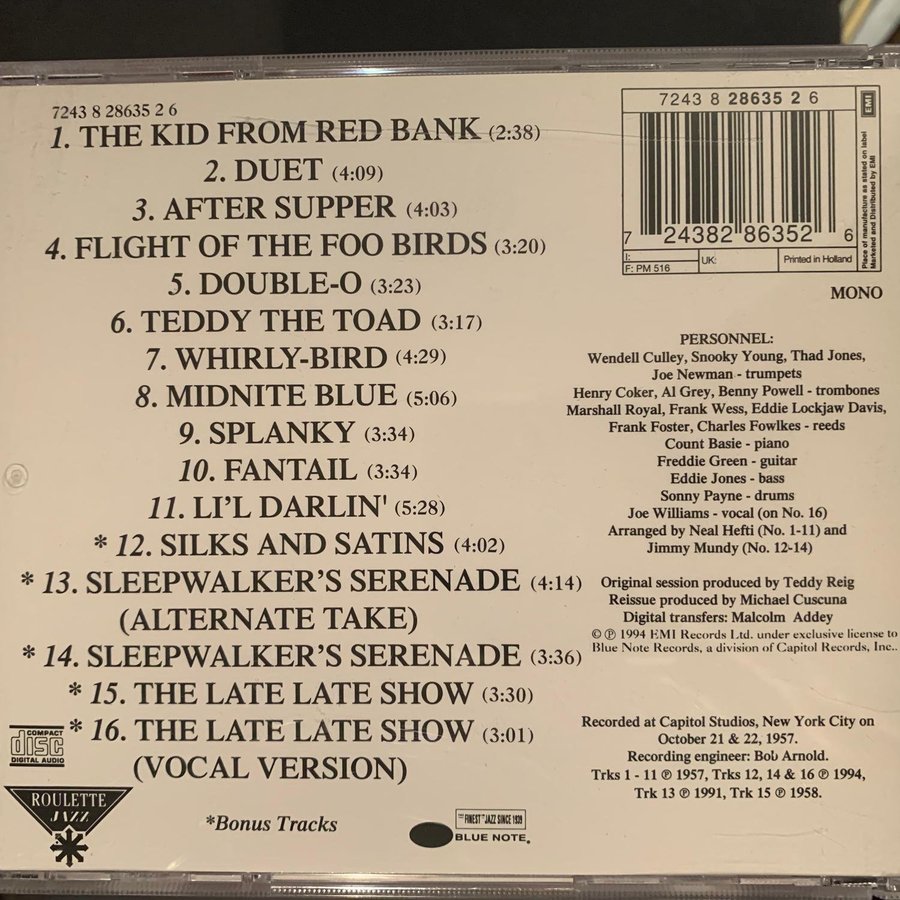 7243 8 28635 2 6
1. THE KID FROM RED BANK (2:38)
2. DUET (4:09)
3. AFTER SUPPER (4:03)
4. FLIGHT OF THE FOO BIRDS (3:20)
5. DOUBLE-O (3:23)
6. TEDDY THE TOAD (3:17)
7. WHIRLY-BIRD (4:29)
8. MIDNITE BLUE (5:06)
9. SPLANKY (3:34)
10. FANTAIL (3:34)
11. LI'L DARLIN' (5:28)
* 12. SILKS AND SATINS (4:02)
* 13. SLEEPWALKER'S SERENADE (4:14)
(ALTERNATE TAKE)
* 14. SLEEPWALKER'S SERENADE (3:36)
* 15. THE LATE LATE SHOW (3:30)
* 16. THE LATE LATE SHOW (3:01)
(VOCAL VERSION)
*Bonus Tracks
COMPACT
disc
DIGITAL AUDIO
ROULETTE
JAZZ
THE FINEST IN JAZZ SINCE 1939
BLUE NOTE.
7243 8 28635 2 6
EMI
7 24382 86352 6
I:
F: PM 516
UK:
Printed in Holland
Place of manufacture as stated on label
Marketed and Distributed by EMI
MONO
PERSONNEL:
Wendell Culley, Snooky Young, Thad Jones,
Joe Newman - trumpets
Henry Coker, Al Grey, Benny Powell - trombones
Marshall Royal, Frank Wess, Eddie Lockjaw Davis,
Frank Foster, Charles Fowlkes - reeds
Count Basie - piano
Freddie Green - guitar
Eddie Jones - bass
Sonny Payne - drums
Joe Williams - vocal (on No. 16)
Arranged by Neal Hefti (No. 1-11) and
Jimmy Mundy (No. 12-14)
Original session produced by Teddy Reig
Reissue produced by Michael Cuscuna
Digital transfers: Malcolm Addey
© ℗ 1994 EMI Records Ltd. under exclusive license to
Blue Note Records, a division of Capitol Records, Inc..
Recorded at Capitol Studios, New York City on
October 21 & 22, 1957.
Recording engineer: Bob Arnold.
Trks 1 - 11 ℗ 1957, Trks 12, 14 & 16 ℗ 1994,
Trk 13 ℗ 1991, Trk 15 ℗ 1958.